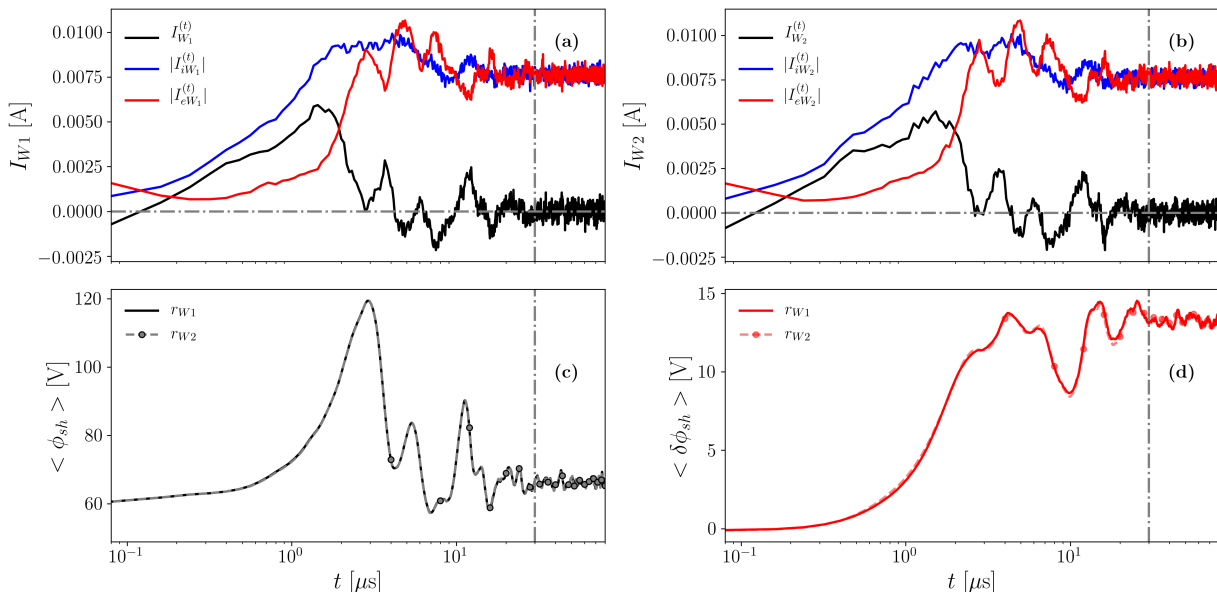 0.0100
0.0075
0.0050
0.0025
0.0000
−0.0025
I_{W1} [A]
I_{W_1}^{(t)}
|I_{iW_1}^{(t)}|
|I_{eW_1}^{(t)}|
(a)
0.0100
0.0075
0.0050
0.0025
0.0000
−0.0025
I_{W2} [A]
I_{W_2}^{(t)}
|I_{iW_2}^{(t)}|
|I_{eW_2}^{(t)}|
(b)
120
100
80
60
< ϕ_{sh} > [V]
r_{W1}
r_{W2}
(c)
10^{−1}
10^{0}
10^{1}
t [μs]
15
10
5
0
< δϕ_{sh} > [V]
r_{W1}
r_{W2}
(d)
10^{−1}
10^{0}
10^{1}
t [μs]